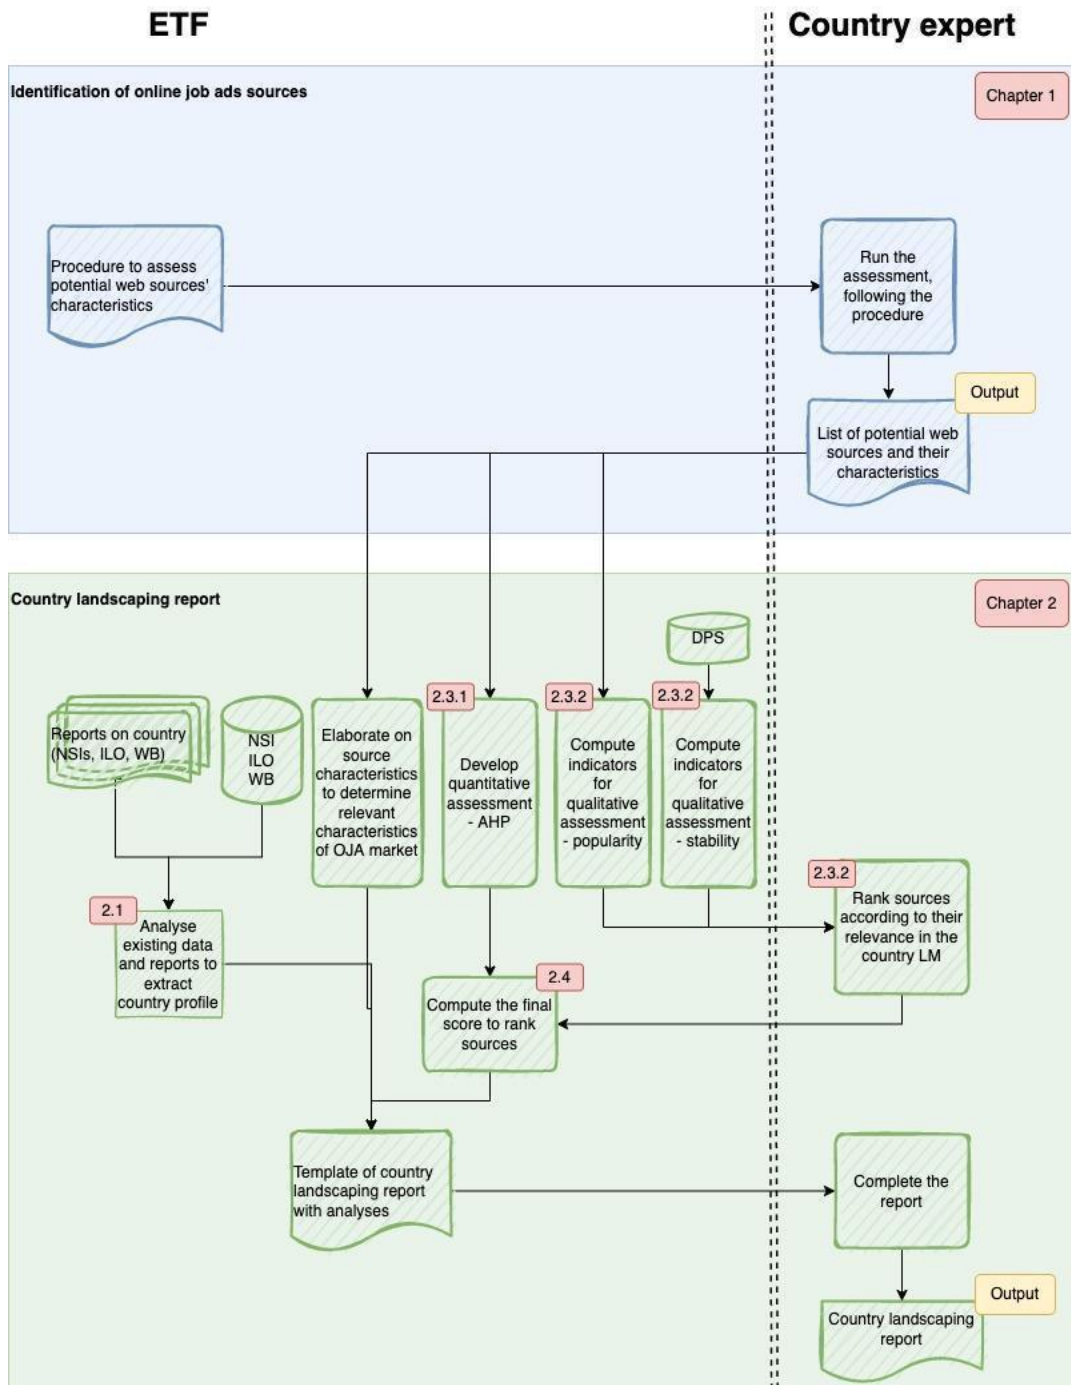 ETF
Country expert
Identification of online job ads sources
Chapter 1
Procedure to assess
potential web sources'
characteristics
Run the
assessment,
following the
procedure
Output
List of potential web
sources and their
characteristics
Country landscaping report
Chapter 2
DPS
Reports on country
(NSIs, ILO, WB)
NSI
ILO
WB
Elaborate on
source
characteristics
to determine
relevant
characteristics
of OJA market
2.3.1
Develop
quantitative
assessment
- AHP
2.3.2
Compute
indicators
for
qualitative
assessment
- popularity
2.3.2
Compute
indicators
for
qualitative
assessment
- stability
2.3.2
Rank sources
according to their
relevance in the
country LM
2.1
Analyse
existing data
and reports to
extract
country profile
2.4
Compute the final
score to rank
sources
Template of country
landscaping report
with analyses
Complete the
report
Output
Country landscaping
report